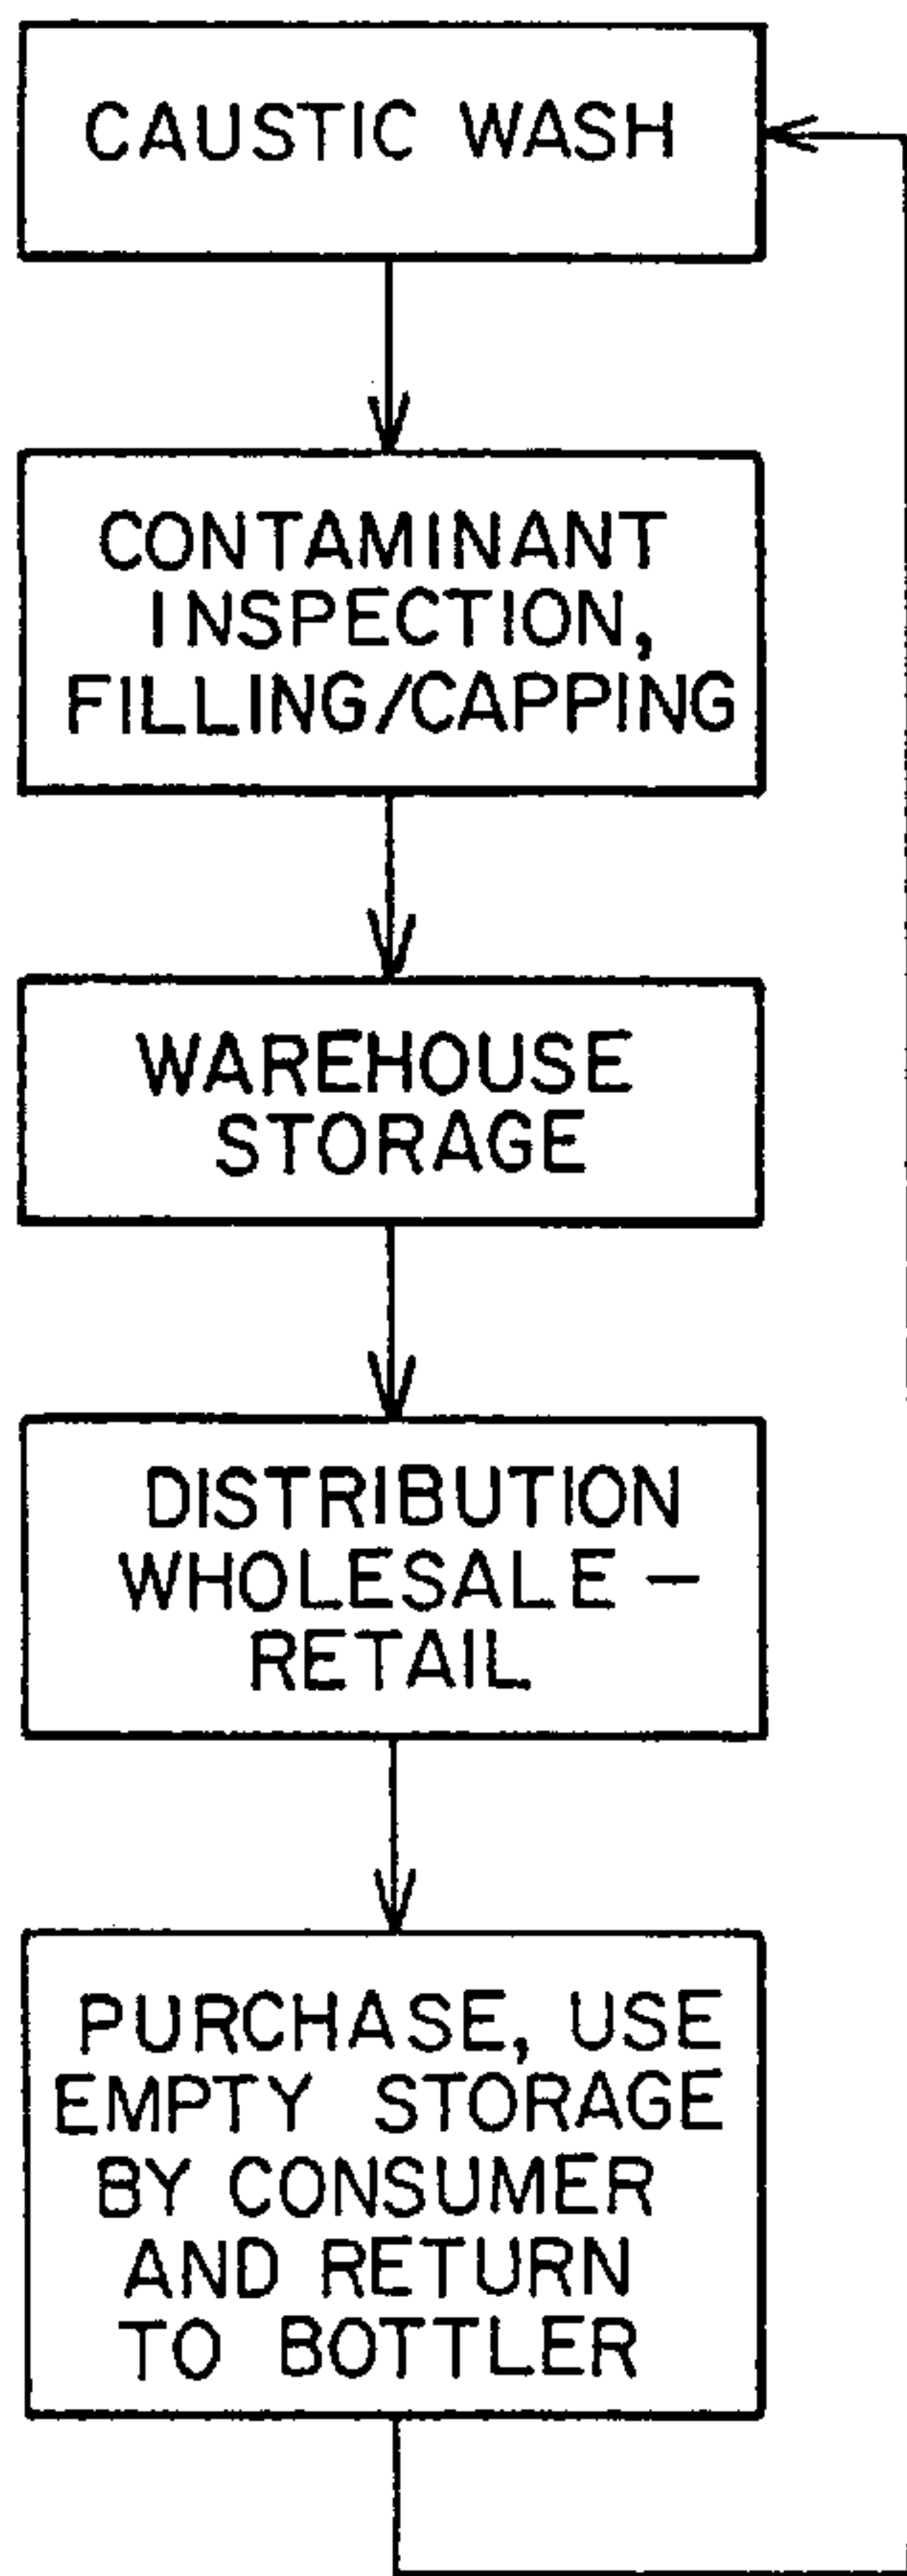 CAUSTIC WASH
CONTAMINANT
INSPECTION,
FILLING/CAPPING
WAREHOUSE
STORAGE
DISTRIBUTION
WHOLESALE –
RETAIL
PURCHASE, USE
EMPTY STORAGE
BY CONSUMER
AND RETURN
TO BOTTLER